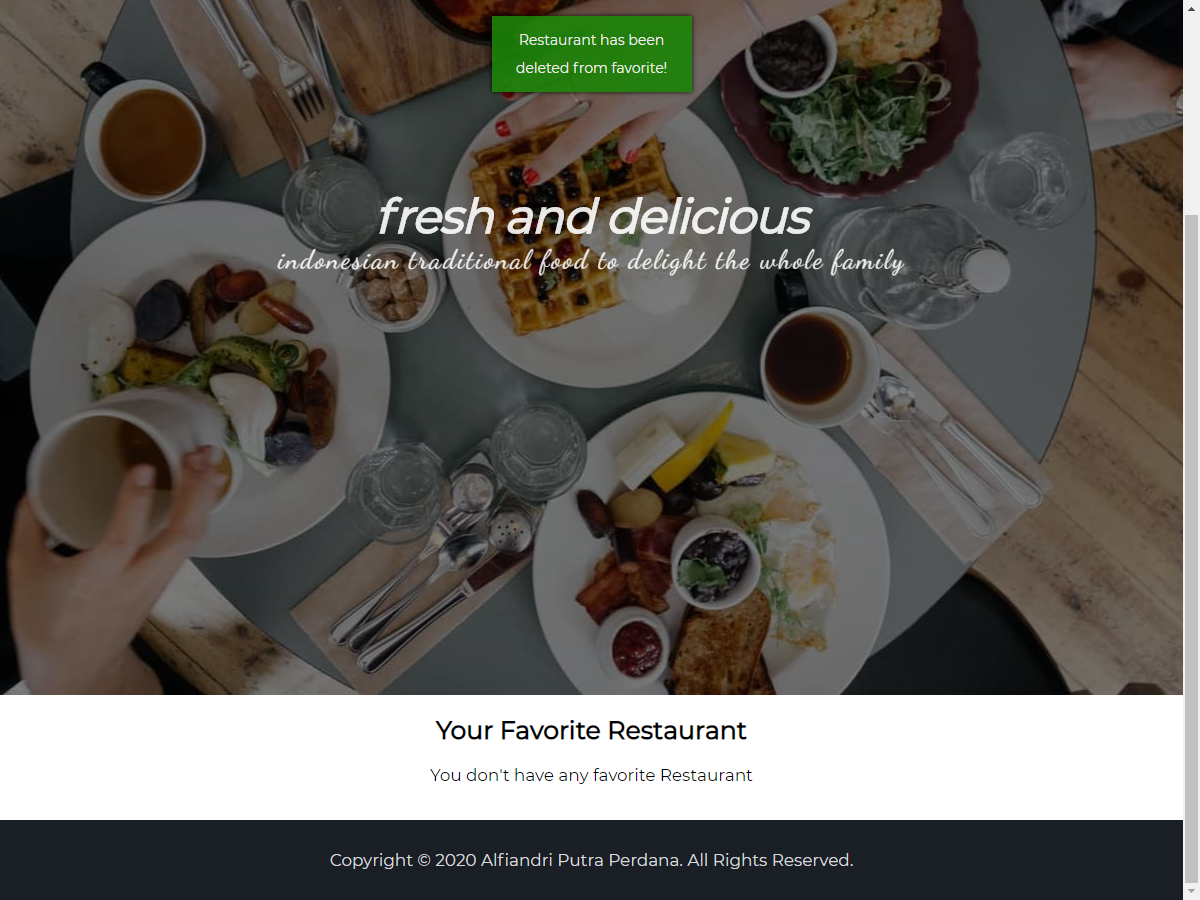 Restaurant has been
deleted from favorite!
fresh and delicious
indonesian traditional food to delight the whole family
Your Favorite Restaurant
You don't have any favorite Restaurant
Copyright © 2020 Alfiandri Putra Perdana. All Rights Reserved.